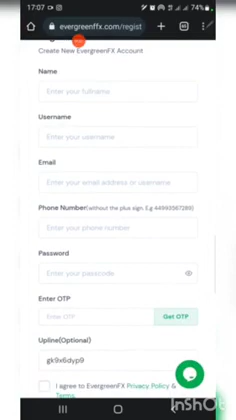 17:07
74%
evergreenffx.com/regist
Create New EvergreenFX Account
Name
Enter your fullname
Username
Enter your username
Email
Enter your email address or username
Phone Number(without the plus sign, E.g 44993567289)
Enter your phone number
Password
Enter your passcode
Enter OTP
Enter OTP
Get OTP
Upline(Optional)
gk9x6dyp9
I agree to EvergreenFX Privacy Policy &
Terms.
InShOt